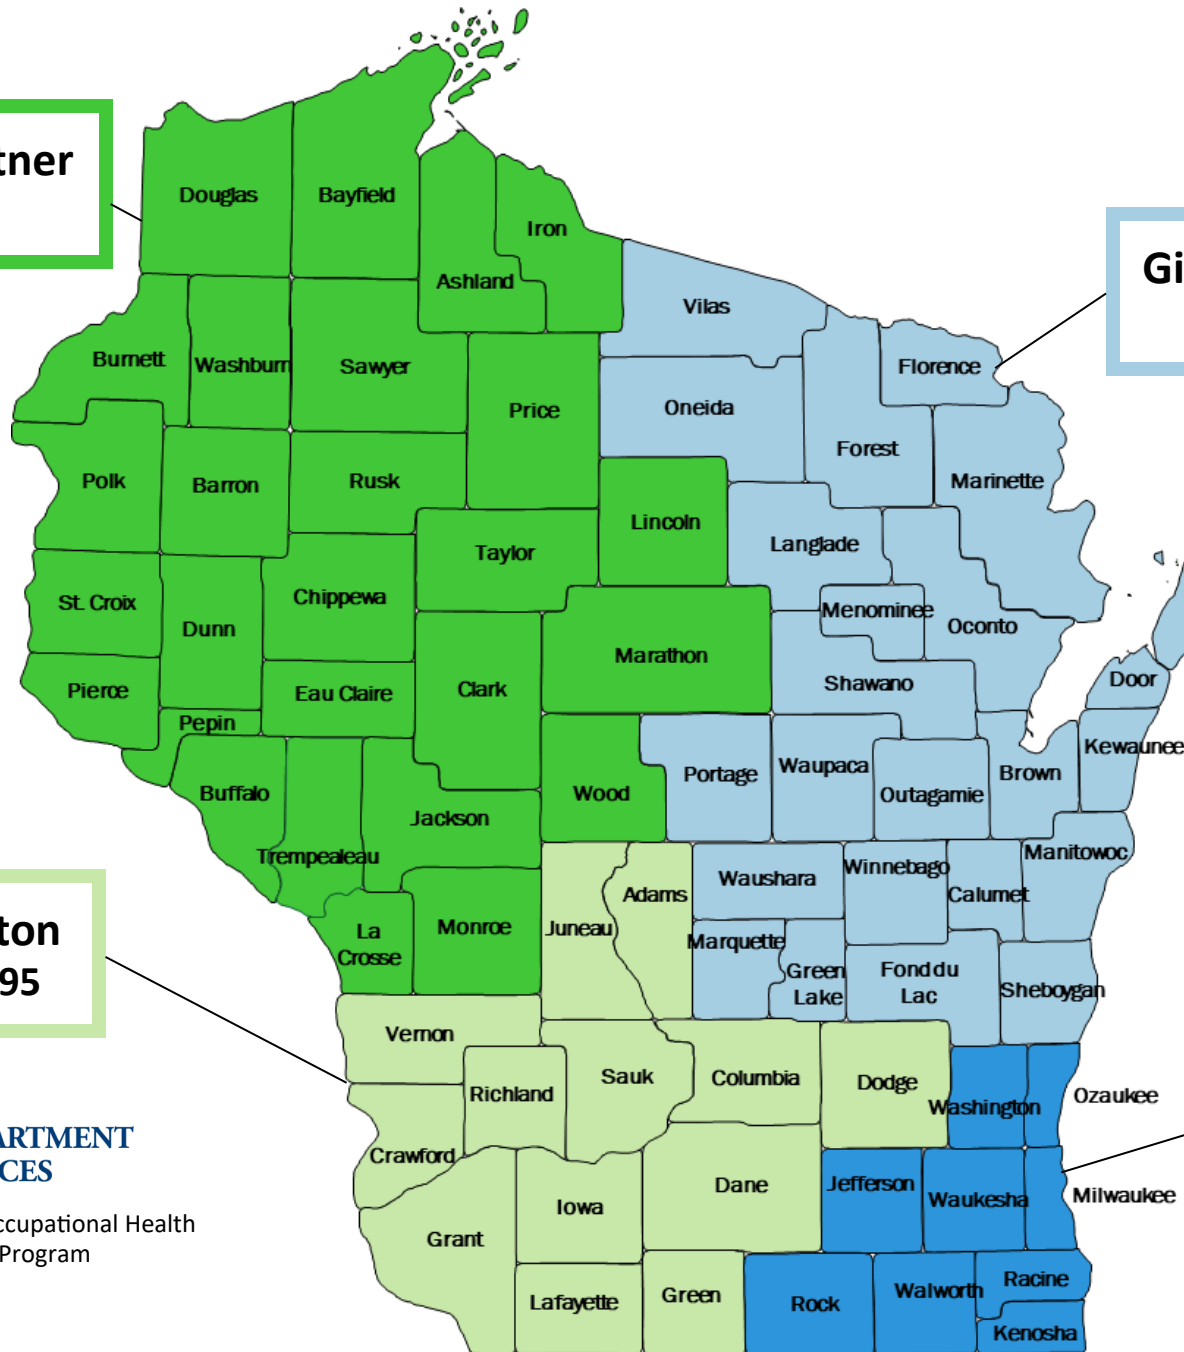 tner
Gi
ton
95
ARTMENT
CES
ccupational Health
Program
Douglas
Bayfield
Iron
Ashland
Vilas
Burnett
Washburn
Sawyer
Florence
Price
Oneida
Forest
Polk
Barron
Rusk
Marinette
Lincoln
Taylor
Langlade
St. Croix
Chippewa
Menominee
Dunn
Oconto
Marathon
Pierce
Eau Claire
Clark
Shawano
Door
Pepin
Kewaunee
Buffalo
Wood
Portage
Waupaca
Outagamie
Brown
Jackson
Trempealeau
Manitowoc
Waushara
Winnebago
Calumet
Adams
La
Crosse
Monroe
Juneau
Marquette
Green
Lake
Fond du
Lac
Sheboygan
Vernon
Richland
Sauk
Columbia
Dodge
Washington
Ozaukee
Crawford
Dane
Jefferson
Waukesha
Milwaukee
Iowa
Grant
Lafayette
Green
Rock
Walworth
Racine
Kenosha